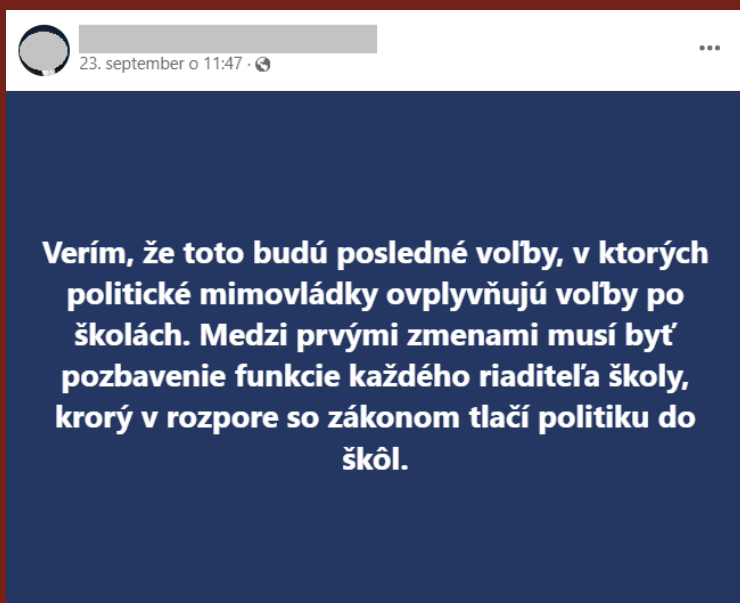 23. september o 11:47 ·
Verím, že toto budú posledné voľby, v ktorých
politické mimovládky ovplyvňujú voľby po
školách. Medzi prvými zmenami musí byť
pozbavenie funkcie každého riaditeľa školy,
krorý v rozpore so zákonom tlačí politiku do
škôl.